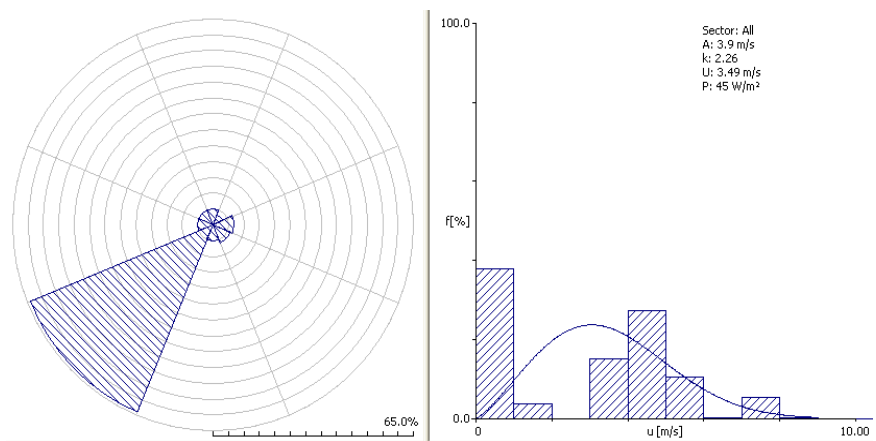 65.0%
100.0
f[%]
0.0
0
u [m/s]
10.00
Sector: All
A: 3.9 m/s
k: 2.26
U: 3.49 m/s
P: 45 W/m²